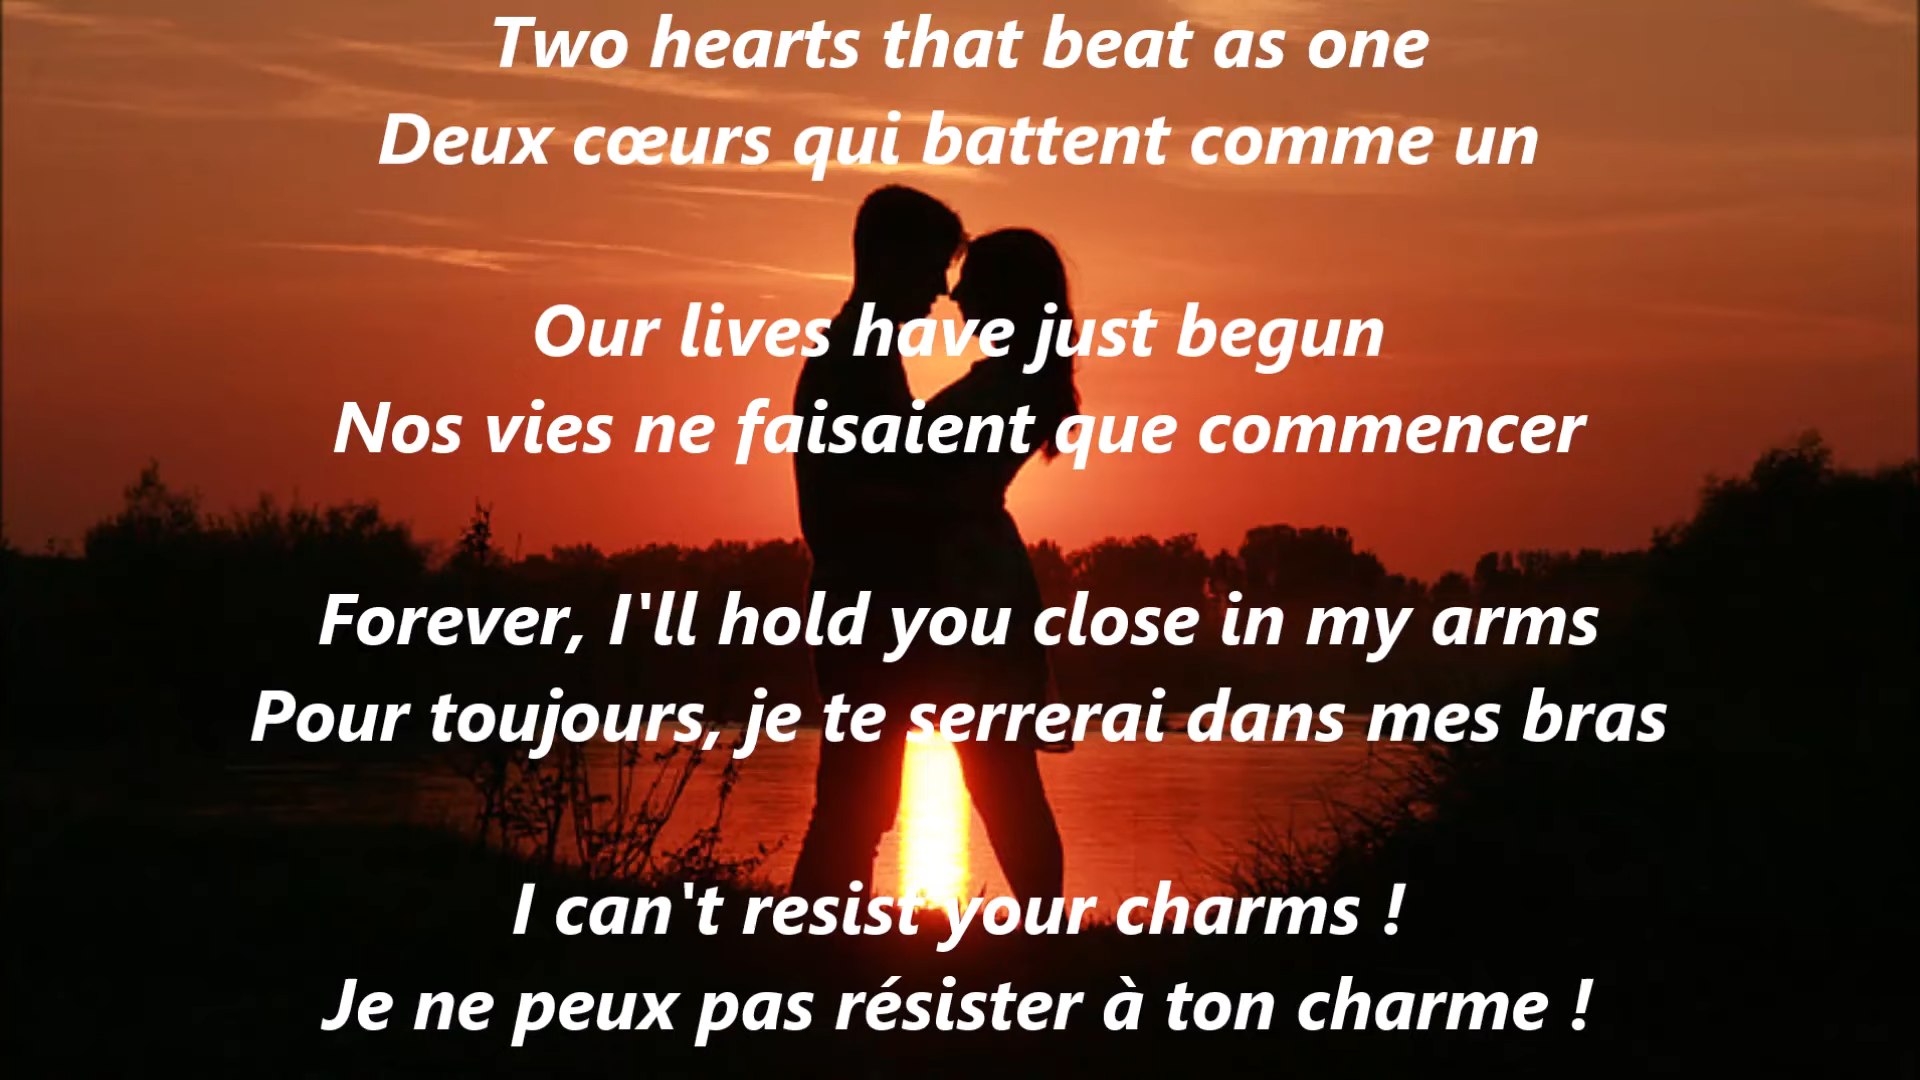 Two hearts that beat as one
Deux cœurs qui battent comme un
Our lives have just begun
Nos vies ne faisaient que commencer
Forever, I'll hold you close in my arms
Pour toujours, je te serrerai dans mes bras
I can't resist your charms !
Je ne peux pas résister à ton charme !